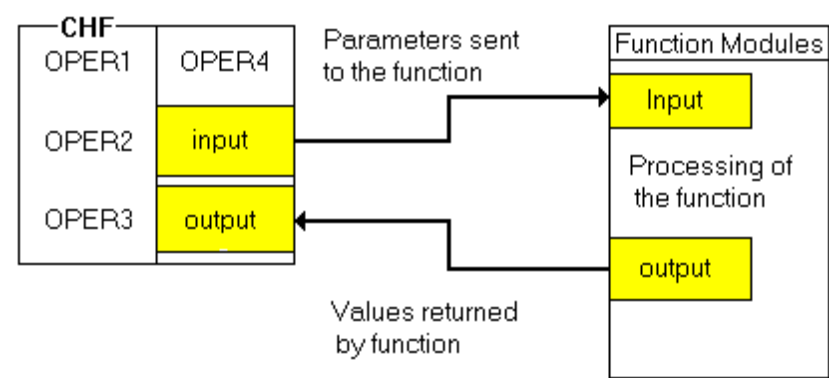 CHF
OPER1
OPER4
OPER2
input
OPER3
output
Parameters sent
to the function
Values returned
by function
Function Modules
Input
Processing of
the function
output